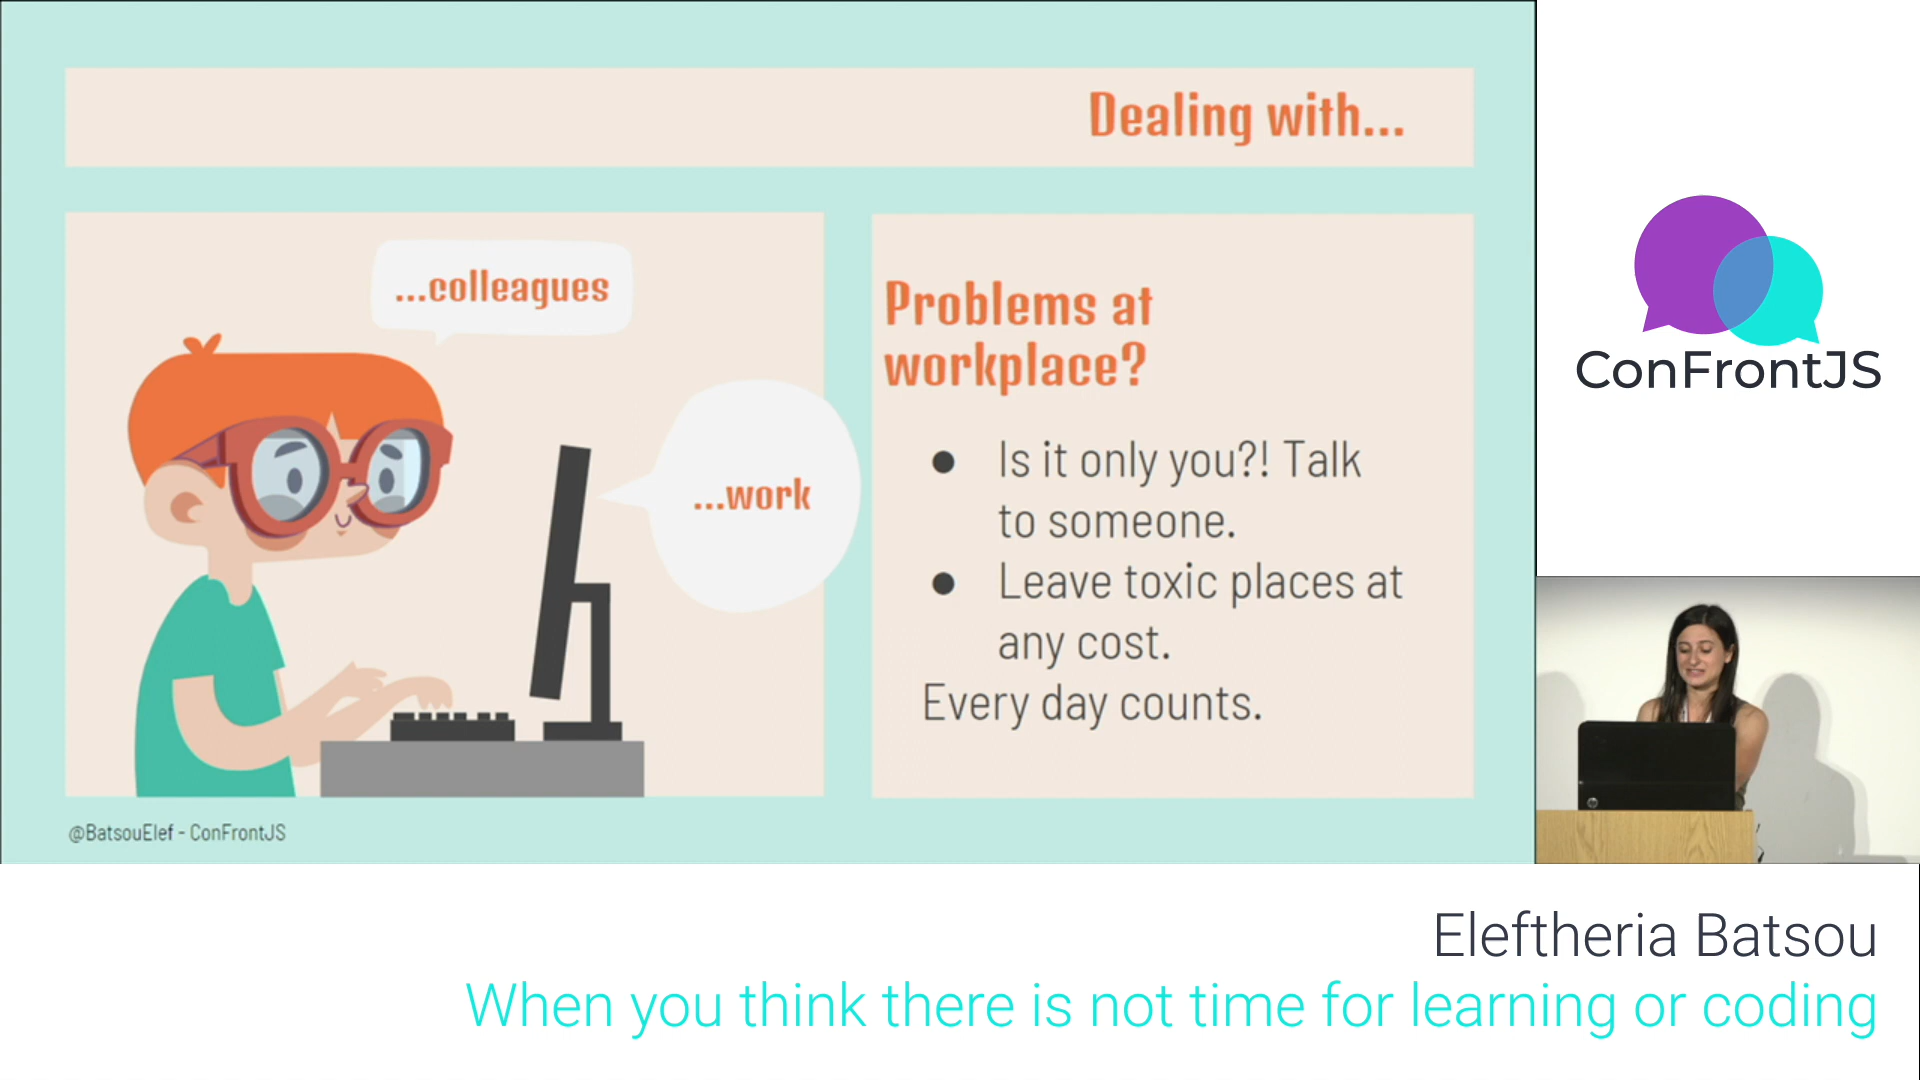 Dealing with...
...colleagues
...work
Problems at
workplace?
● Is it only you?! Talk
to someone.
● Leave toxic places at
any cost.
Every day counts.
@BatsouElef - ConFrontJS
ConFrontJS
Eleftheria Batsou
When you think there is not time for learning or coding